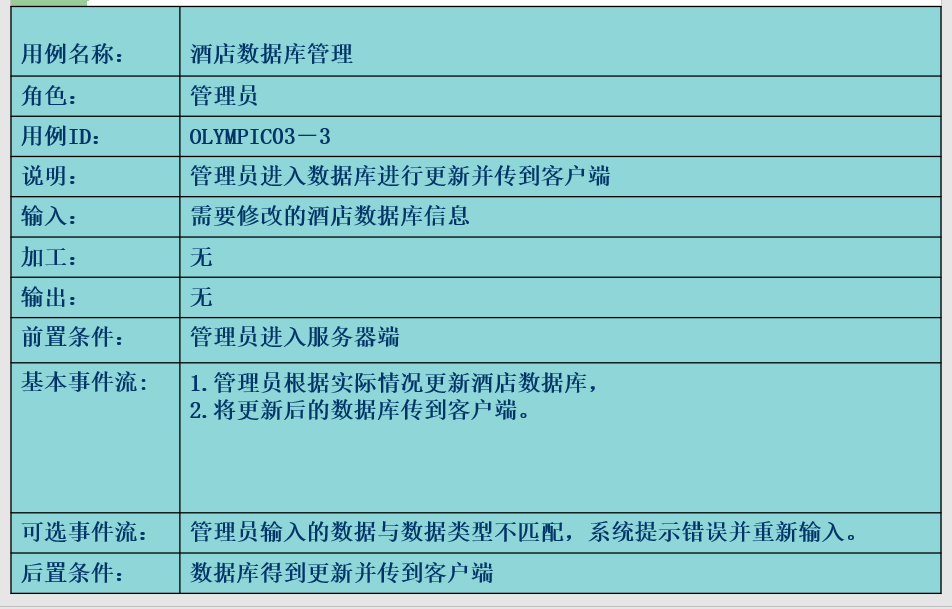 用例名称： 酒店数据库管理
角色： 管理员
用例ID： OLYMPIC03－3
说明： 管理员进入数据库进行更新并传到客户端
输入： 需要修改的酒店数据库信息
加工： 无
输出： 无
前置条件： 管理员进入服务器端
基本事件流： 1.管理员根据实际情况更新酒店数据库，
2.将更新后的数据库传到客户端。
可选事件流： 管理员输入的数据与数据类型不匹配，系统提示错误并重新输入。
后置条件： 数据库得到更新并传到客户端